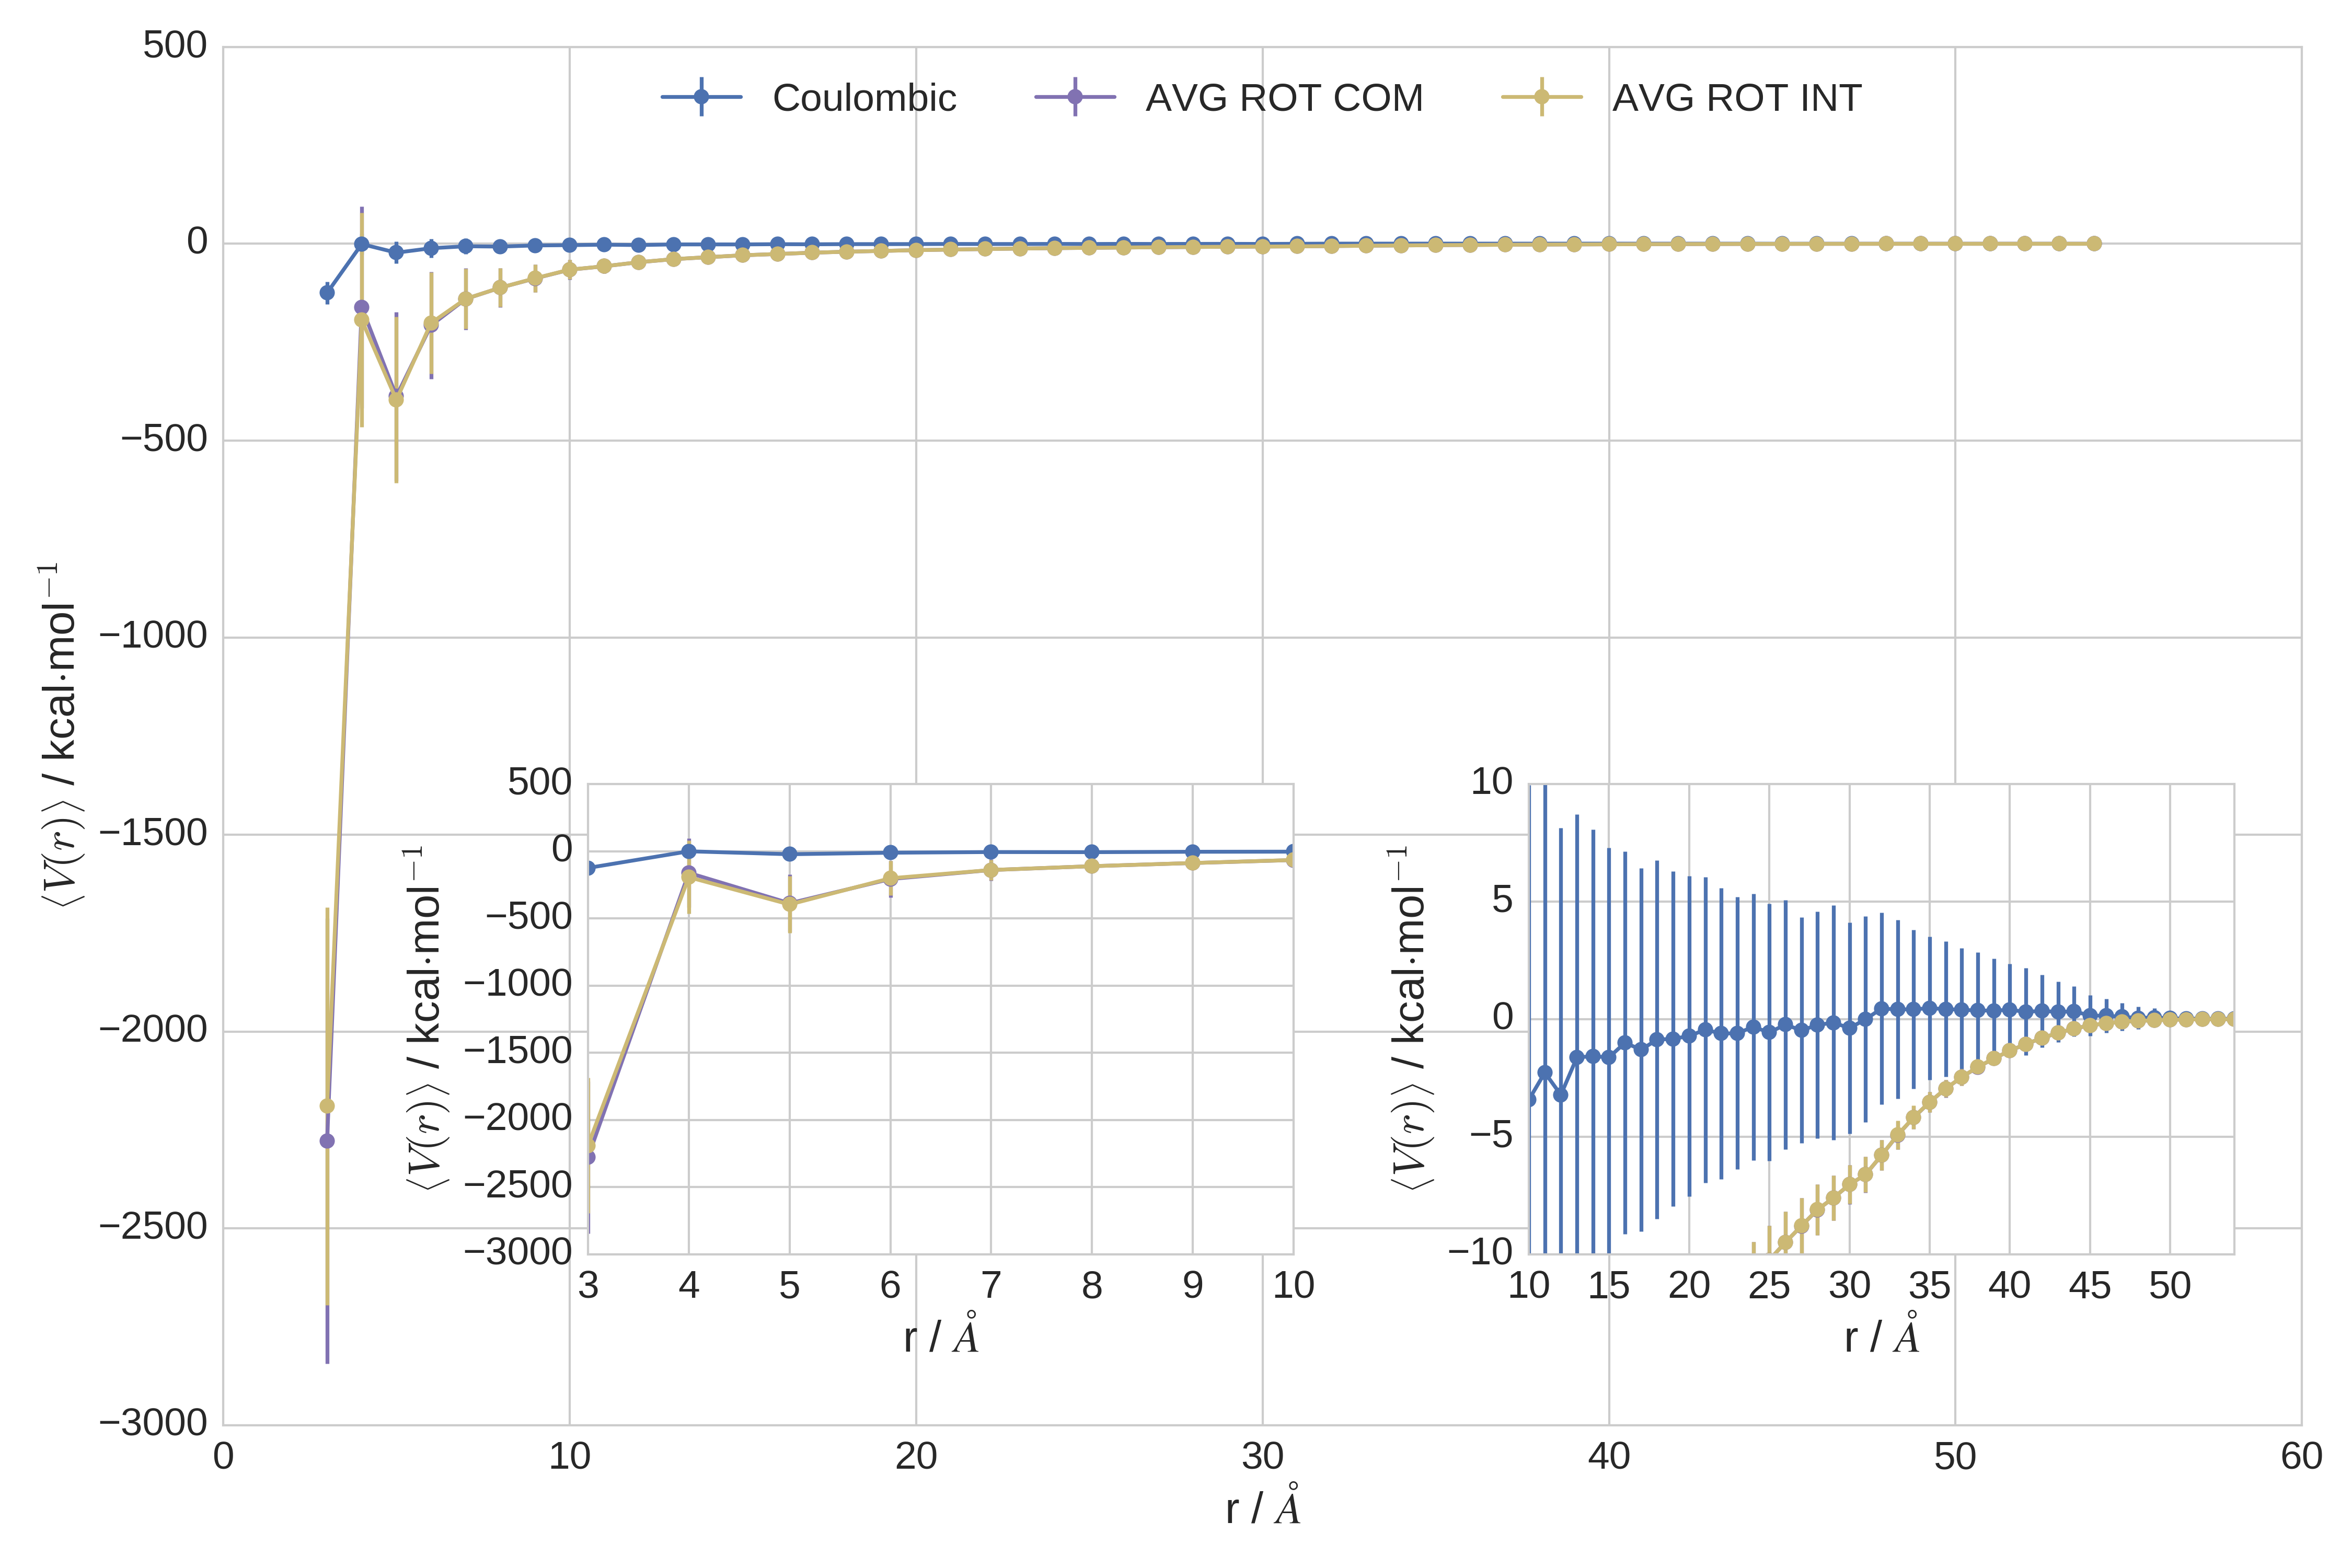 Coulombic AVG ROT COM AVG ROT INT
500
0
−500
−1000
−1500
−2000
−2500
−3000
⟨V(r)⟩ / kcal·mol⁻¹
0 10 20 30 40 50 60
r / Å
500
0
−500
−1000
−1500
−2000
−2500
−3000
⟨V(r)⟩ / kcal·mol⁻¹
3 4 5 6 7 8 9 10
r / Å
10
5
0
−5
−10
⟨V(r)⟩ / kcal·mol⁻¹
10 15 20 25 30 35 40 45 50
r / Å